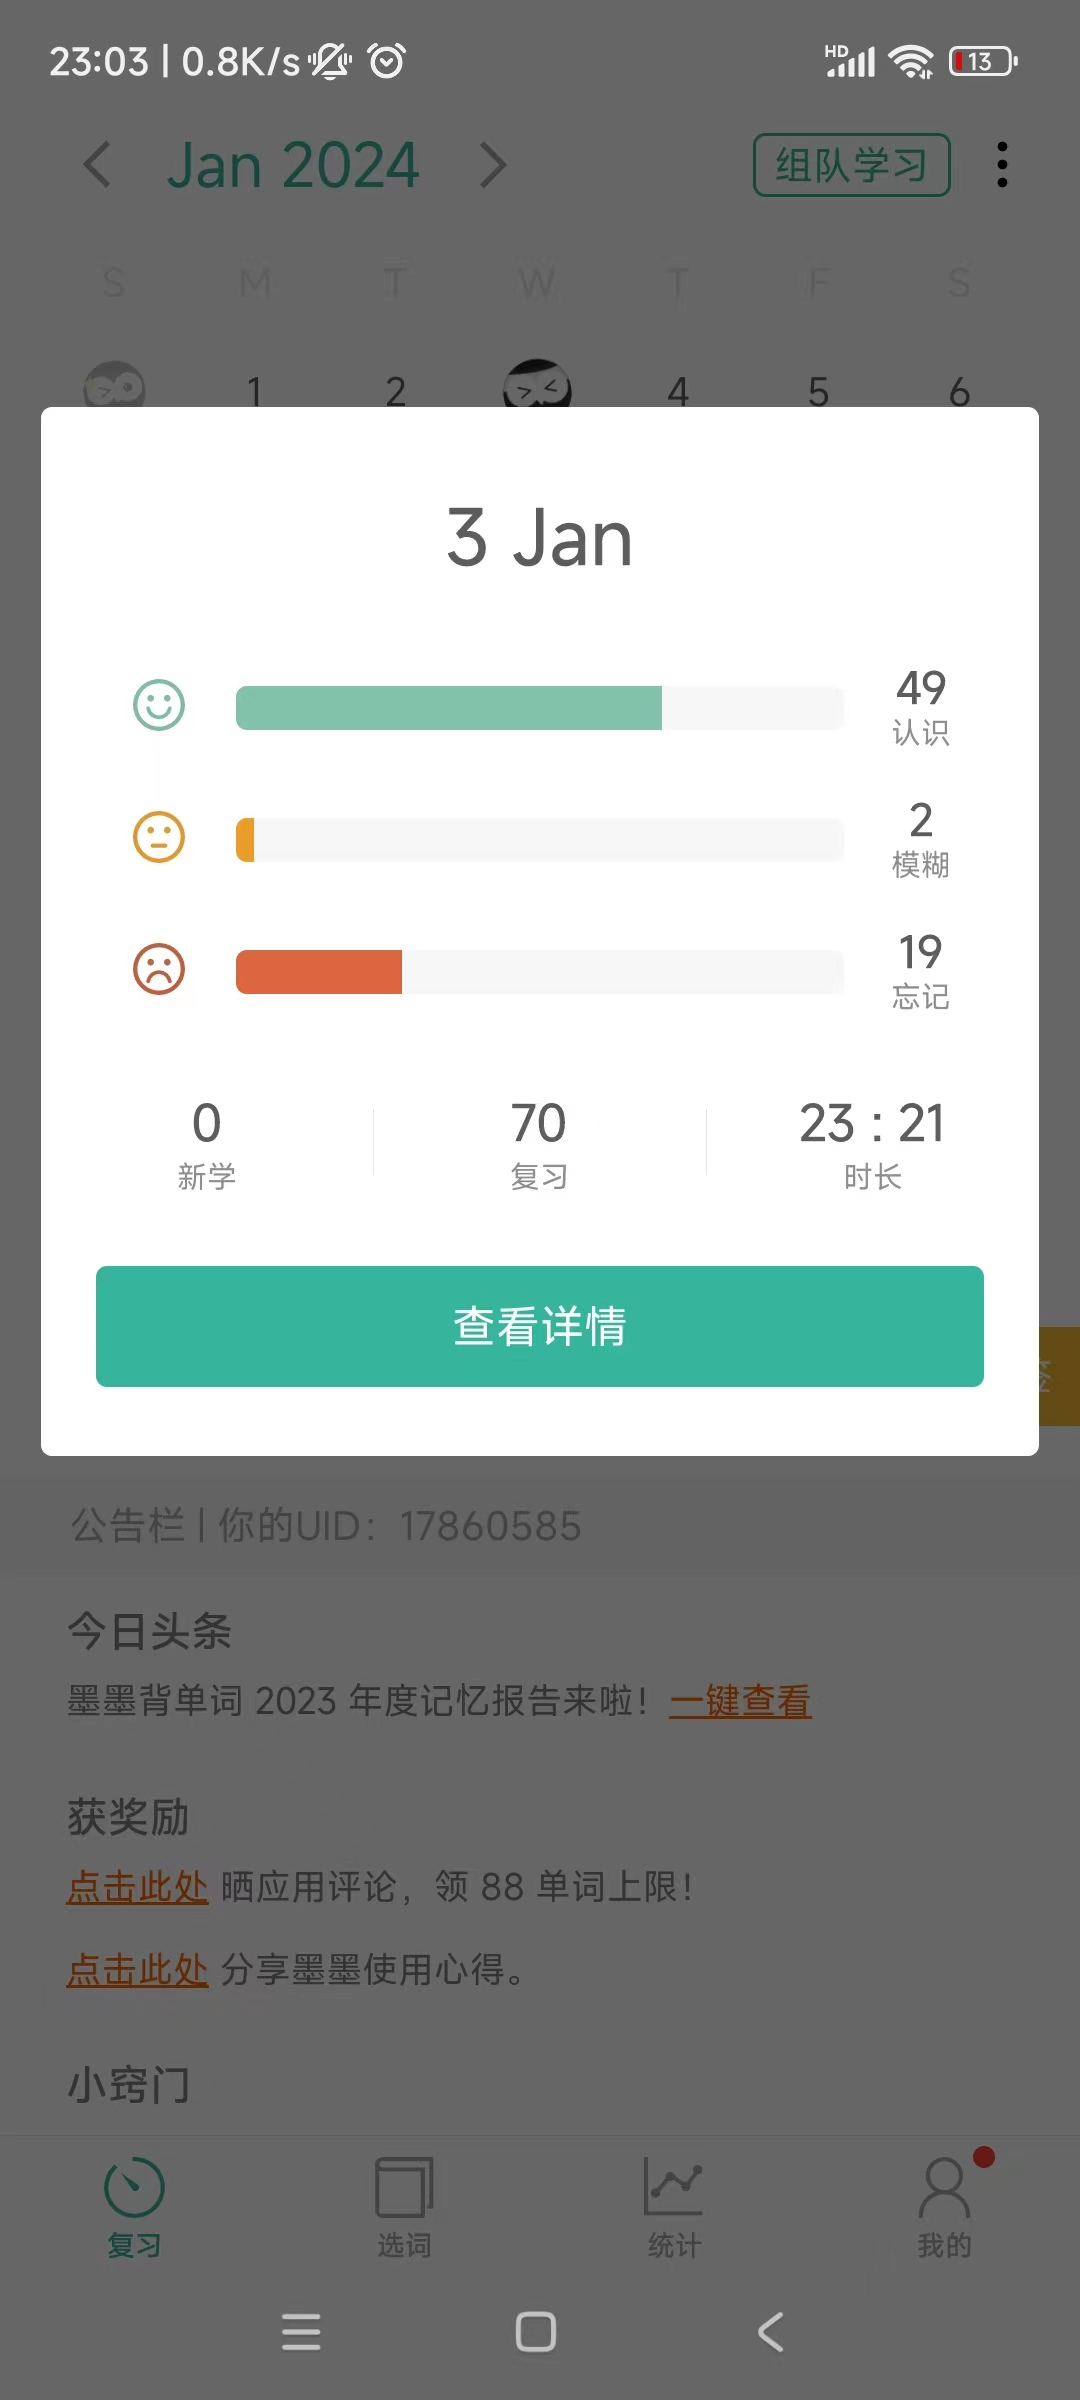 23:03 | 0.8K/s HD 13
Jan 2024 组队学习
S M T W T F S
1 2 4 5 6
3 Jan
49
认识
2
模糊
19
忘记
0 70 23 : 21
新学 复习 时长
查看详情
公告栏 | 你的UID：17860585
今日头条
墨墨背单词 2023 年度记忆报告来啦！一键查看
获奖励
点击此处 晒应用评论，领 88 单词上限！
点击此处 分享墨墨使用心得。
小窍门
复习 选词 统计 我的